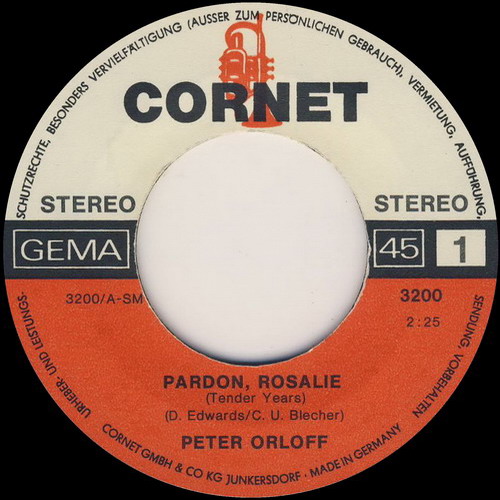 URHEBER- UND LEISTUNGS-
SCHUTZRECHTE, BESONDERS VERVIELFÄLTIGUNG (AUSSER ZUM PERSÖNLICHEN GEBRAUCH), VERMIETUNG, AUFFÜHRUNG,
SENDUNG, VORBEHALTEN
CORNET
STEREO STEREO
GEMA 45 1
3200/A-SM 3200
2:25
PARDON, ROSALIE
(Tender Years)
(D. Edwards/C. U. Blecher)
PETER ORLOFF
CORNET GMBH & CO KG JUNKERSDORF · MADE IN GERMANY